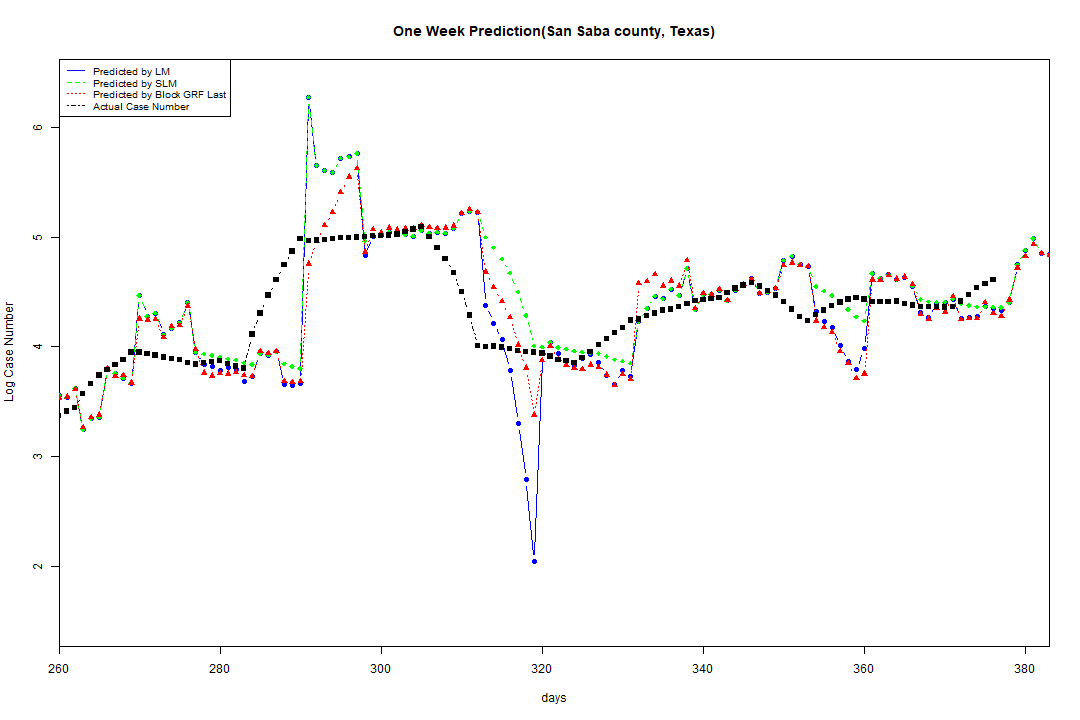 One Week Prediction(San Saba county, Texas)
Predicted by LM
Predicted by SLM
Predicted by Block GRF Last
Actual Case Number
6
5
4
3
2
Log Case Number
260 280 300 320 340 360 380
days